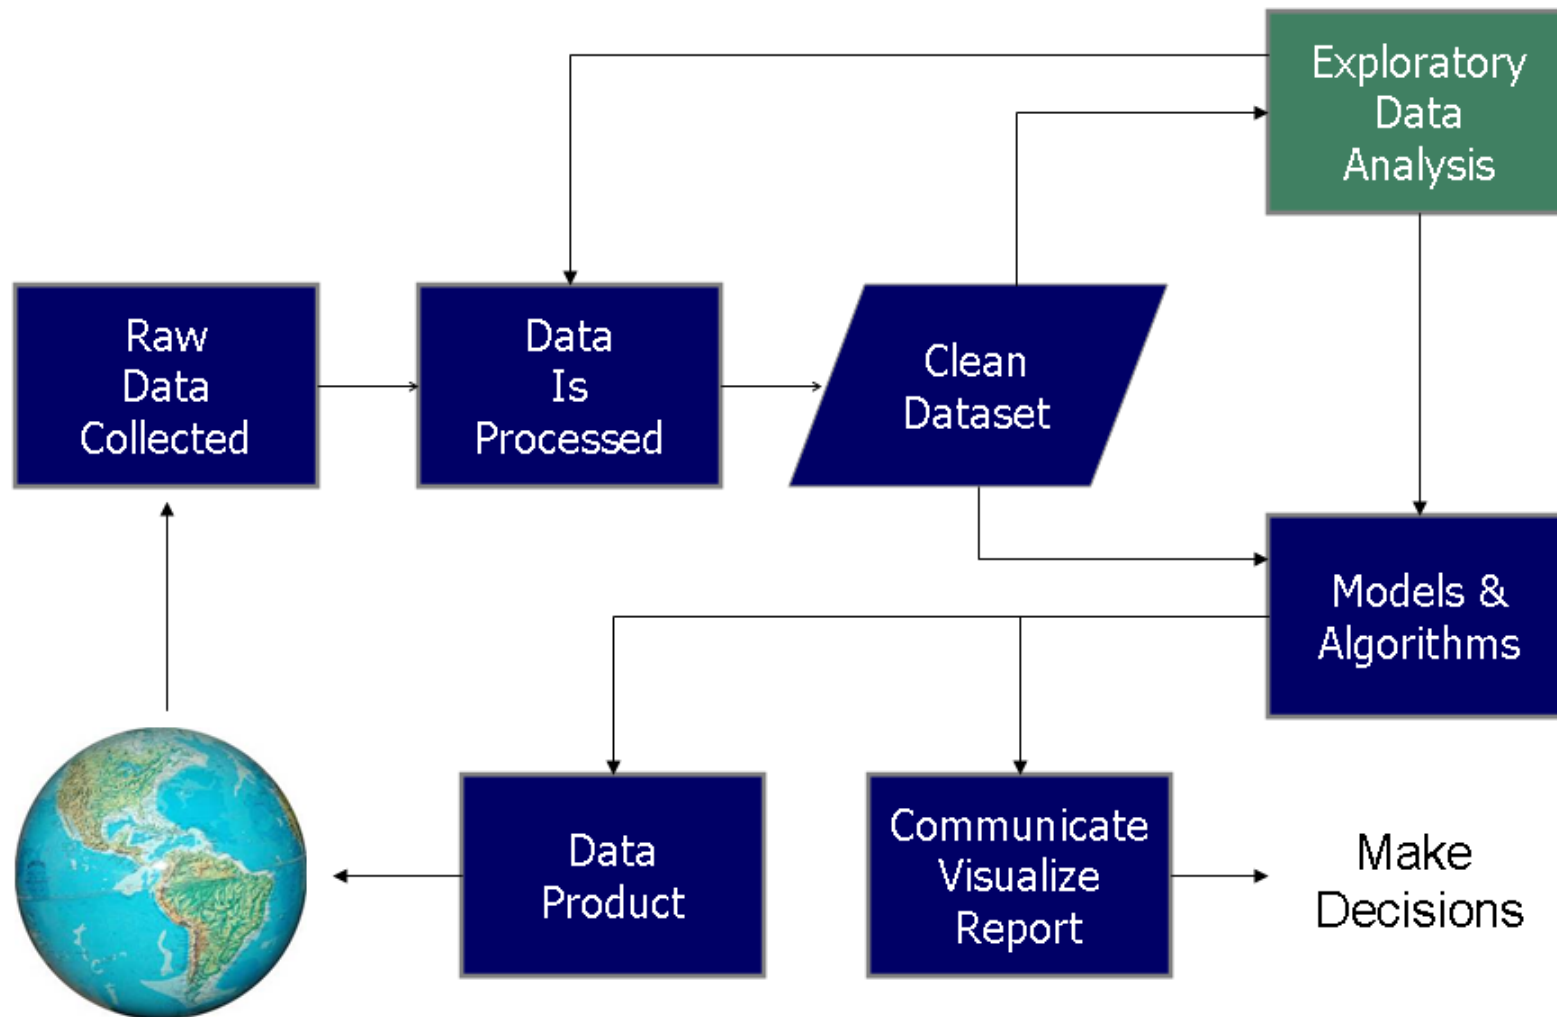 Exploratory
Data
Analysis
Raw
Data
Collected
Data
Is
Processed
Clean
Dataset
Models &
Algorithms
Data
Product
Communicate
Visualize
Report
Make
Decisions